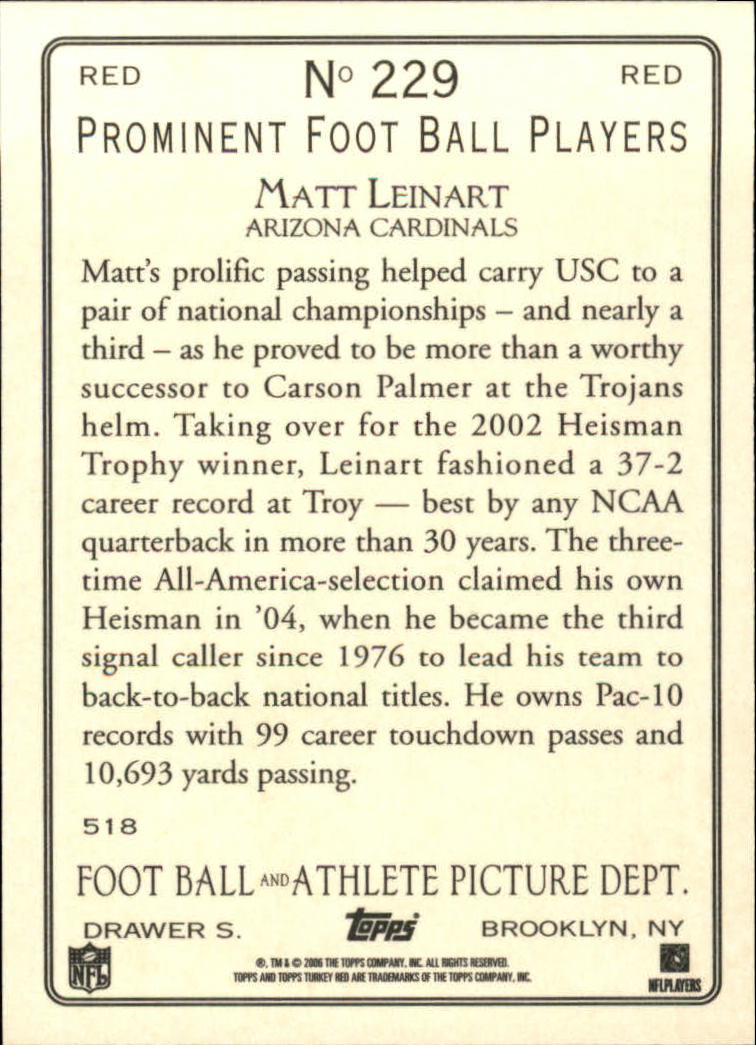 RED Nº 229 RED
PROMINENT FOOT BALL PLAYERS
MATT LEINART
ARIZONA CARDINALS
Matt's prolific passing helped carry USC to a
pair of national championships – and nearly a
third – as he proved to be more than a worthy
successor to Carson Palmer at the Trojans
helm. Taking over for the 2002 Heisman
Trophy winner, Leinart fashioned a 37-2
career record at Troy — best by any NCAA
quarterback in more than 30 years. The three-
time All-America-selection claimed his own
Heisman in '04, when he became the third
signal caller since 1976 to lead his team to
back-to-back national titles. He owns Pac-10
records with 99 career touchdown passes and
10,693 yards passing.
518
FOOT BALL AND ATHLETE PICTURE DEPT.
DRAWER S. Topps BROOKLYN, NY
NFL
®, TM & © 2006 THE TOPPS COMPANY, INC. ALL RIGHTS RESERVED.
TOPPS AND TOPPS TURKEY RED ARE TRADEMARKS OF THE TOPPS COMPANY, INC.
NFLPLAYERS